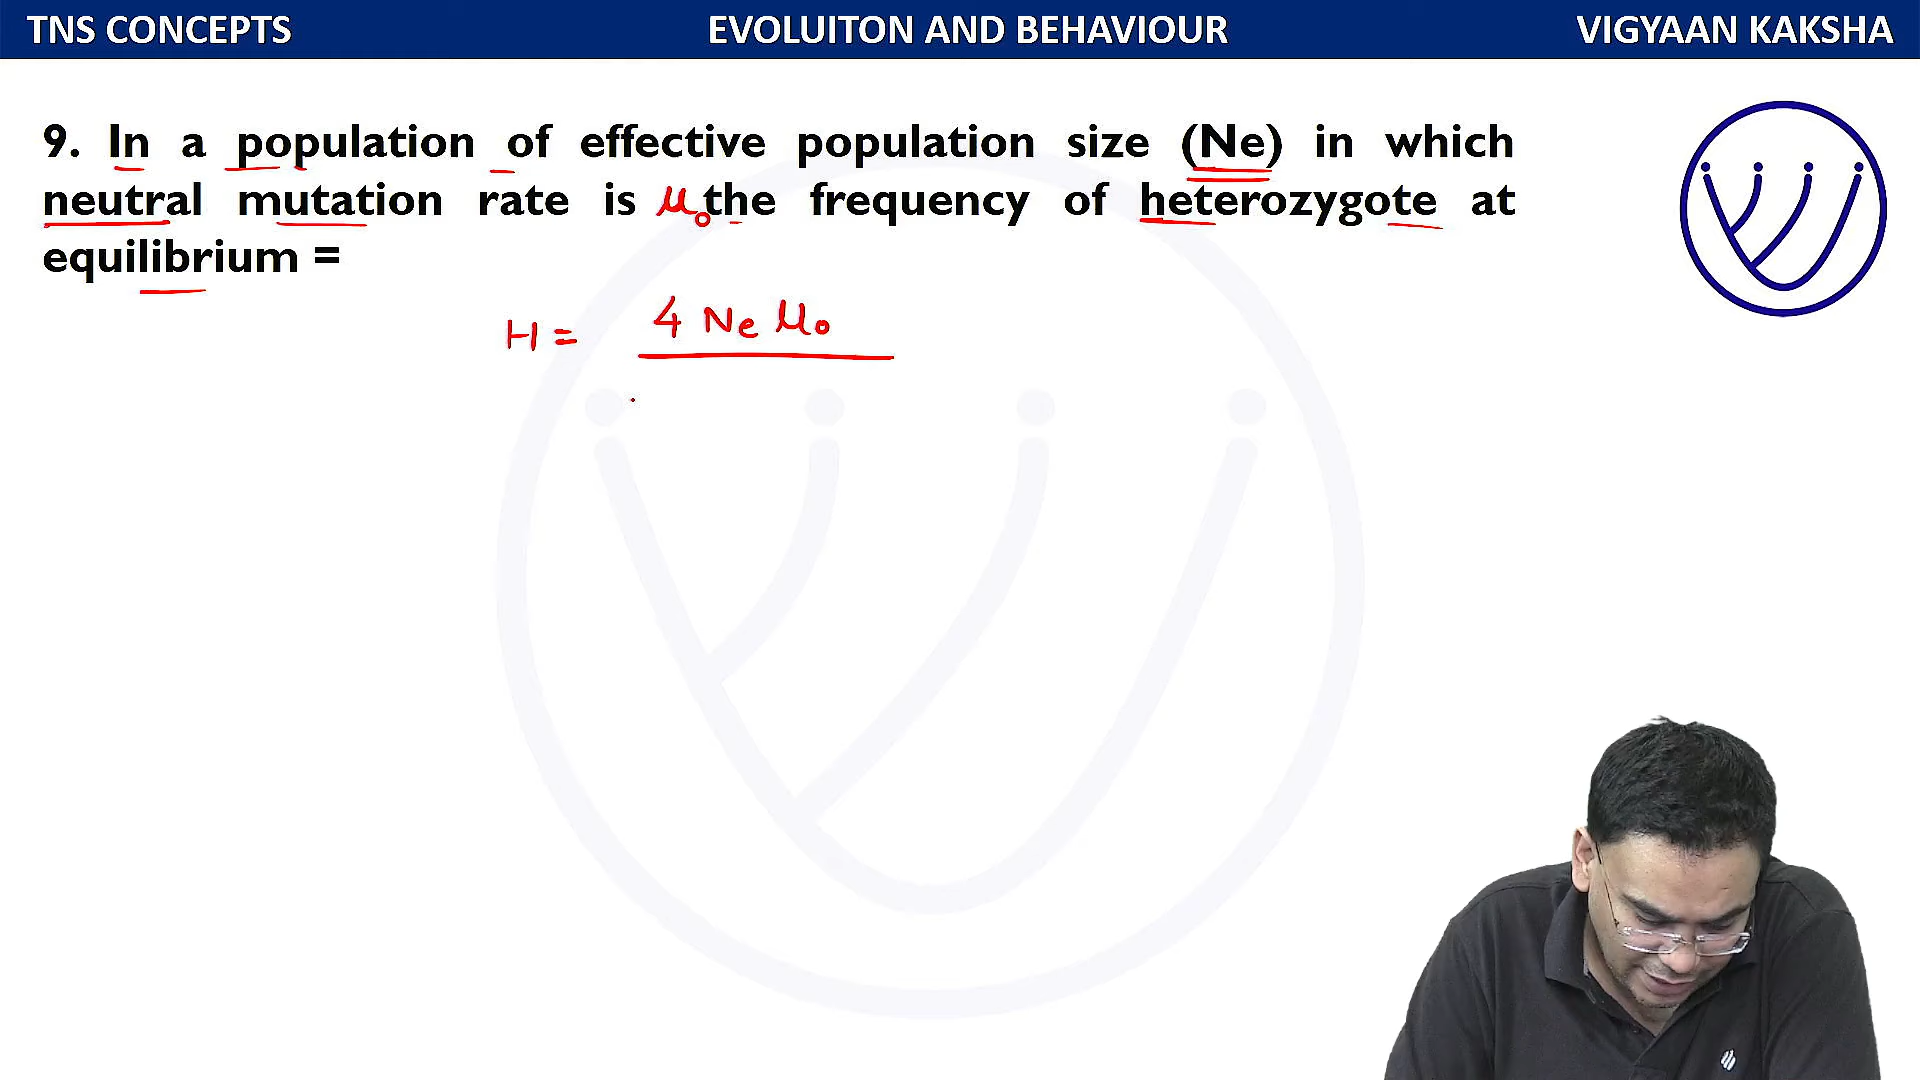 TNS CONCEPTS EVOLUITON AND BEHAVIOUR VIGYAAN KAKSHA
9. In a population of effective population size (Ne) in which
neutral mutation rate is μ₀ the frequency of heterozygote at
equilibrium =
H = 4 Ne μ₀